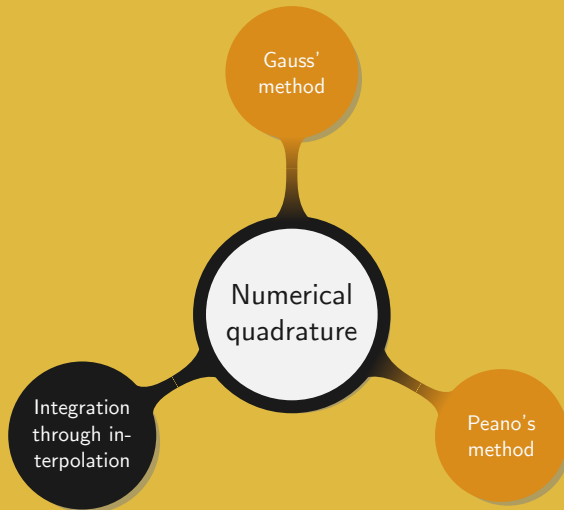 Gauss'
method
Numerical
quadrature
Integration
through in-
terpolation
Peano's
method